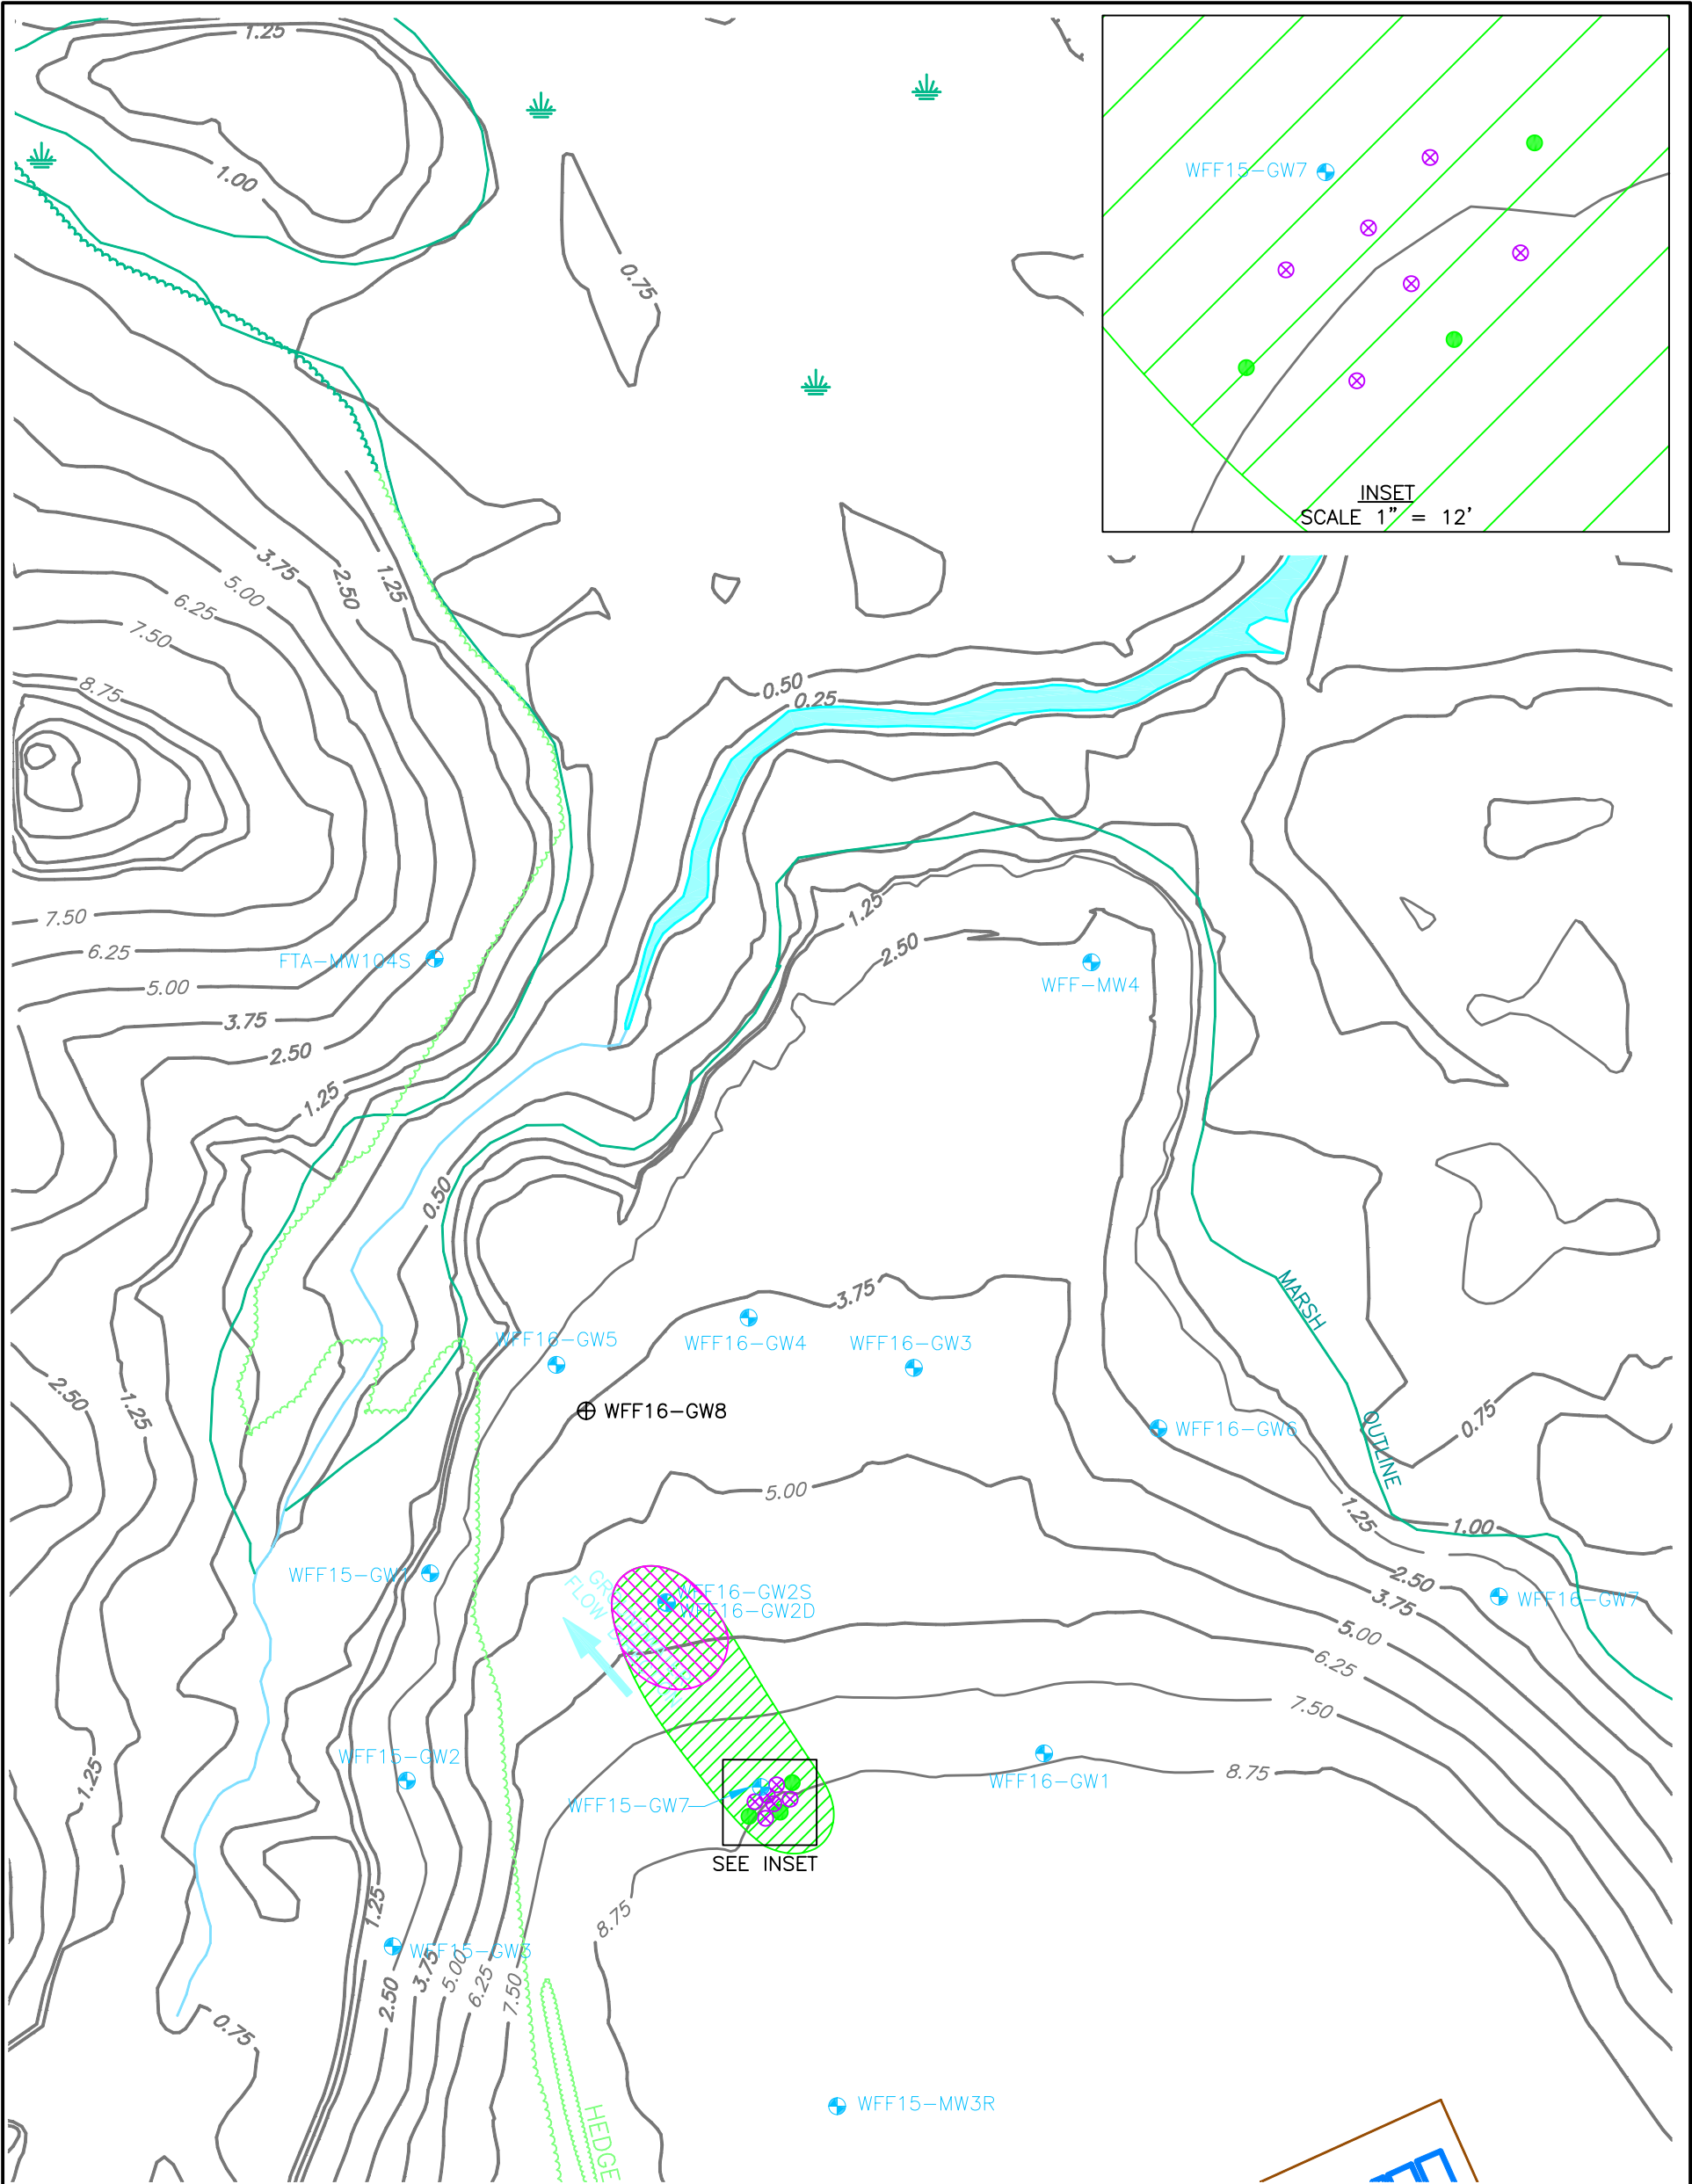 1.25
1.00
0.75
WFF15-GW7
INSET
SCALE 1" = 12'
3.75
2.50
1.25
5.00
6.25
7.50
8.75
0.50
0.25
7.50
6.25
5.00
3.75
2.50
1.25
FTA-MW104S
1.25
2.50
WFF-MW4
0.50
3.75
MARSH
OUTLINE
WFF16-GW5
WFF16-GW4
WFF16-GW3
WFF16-GW8
WFF16-GW6
2.50
1.25
0.75
5.00
1.25
1.00
2.50
3.75
5.00
6.25
7.50
WFF15-GW1
WFF16-GW2S
WFF16-GW2D
WFF16-GW7
FLOW
WFF15-GW2
WFF16-GW1
8.75
WFF15-GW7
SEE INSET
1.25
8.75
1.25
WFF15-GW3
2.50
3.75
5.00
6.25
7.50
0.75
WFF15-MW3R
HEDGE